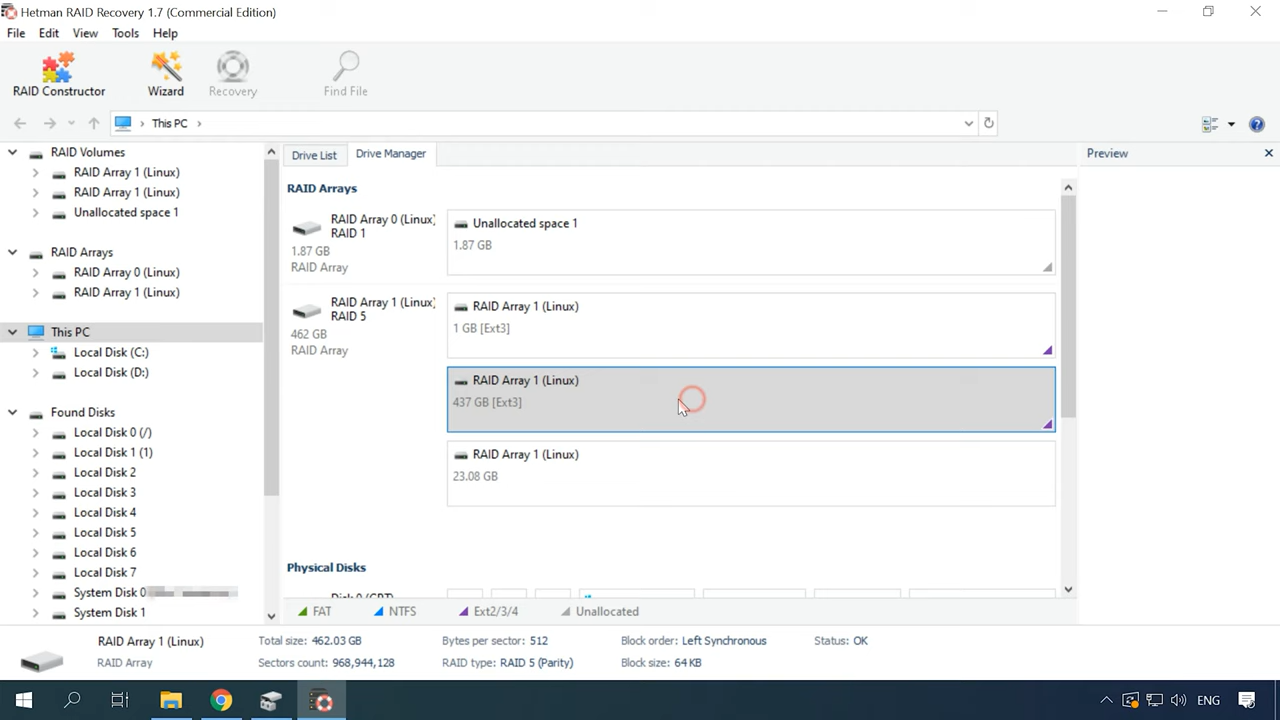 Hetman RAID Recovery 1.7 (Commercial Edition)
File Edit View Tools Help
RAID Constructor Wizard Recovery Find File
This PC
RAID Volumes
RAID Array 1 (Linux)
RAID Array 1 (Linux)
Unallocated space 1
RAID Arrays
RAID Array 0 (Linux)
RAID Array 1 (Linux)
This PC
Local Disk (C:)
Local Disk (D:)
Found Disks
Local Disk 0 (/)
Local Disk 1 (1)
Local Disk 2
Local Disk 3
Local Disk 4
Local Disk 5
Local Disk 6
Local Disk 7
System Disk 0
System Disk 1
Drive List Drive Manager
RAID Arrays
RAID Array 0 (Linux)
RAID 1
1.87 GB
RAID Array
Unallocated space 1
1.87 GB
RAID Array 1 (Linux)
RAID 5
462 GB
RAID Array
RAID Array 1 (Linux)
1 GB [Ext3]
RAID Array 1 (Linux)
437 GB [Ext3]
RAID Array 1 (Linux)
23.08 GB
Physical Disks
Disk 0 (GPT)
FAT NTFS Ext2/3/4 Unallocated
Preview
RAID Array 1 (Linux)
RAID Array
Total size: 462.03 GB
Sectors count: 968,944,128
Bytes per sector: 512
RAID type: RAID 5 (Parity)
Block order: Left Synchronous
Block size: 64 KB
Status: OK
ENG